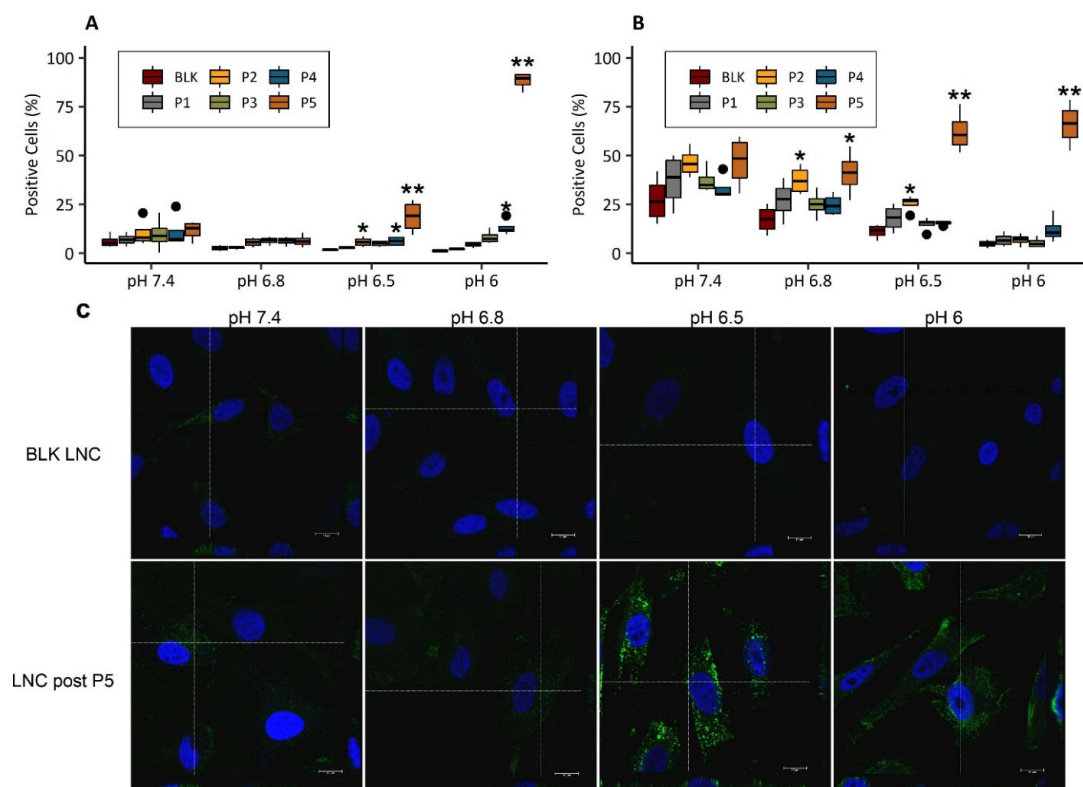 A
100
75
50
25
0
Positive Cells (%)
BLK P2 P4
P1 P3 P5
* ** ** * * *
pH 7.4 pH 6.8 pH 6.5 pH 6
B
100
75
50
25
0
Positive Cells (%)
BLK P2 P4
P1 P3 P5
* * * ** **
pH 7.4 pH 6.8 pH 6.5 pH 6
C
pH 7.4 pH 6.8 pH 6.5 pH 6
BLK LNC
LNC post P5